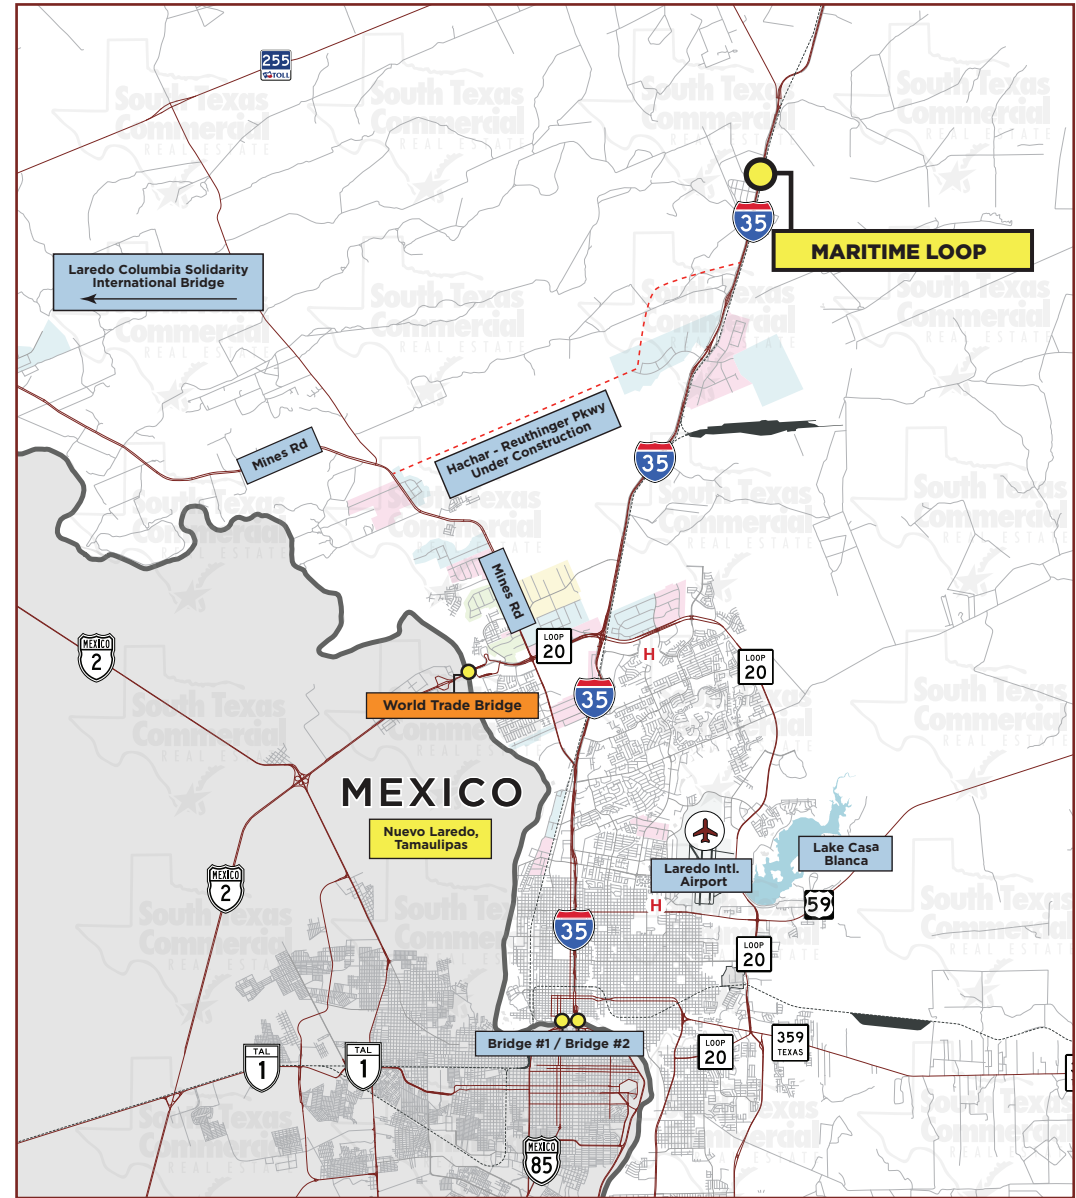 255
TOLL
35
MARITIME LOOP
Laredo Columbia Solidarity
International Bridge
Hachar - Reuthinger Pkwy
Under Construction
Mines Rd
35
Mines Rd
MEXICO
2
LOOP
20
H
LOOP
20
35
World Trade Bridge
MEXICO
Nuevo Laredo,
Tamaulipas
Lake Casa
Blanca
Laredo Intl.
Airport
MEXICO
2
H
59
35
LOOP
20
Bridge #1 / Bridge #2
359
TEXAS
LOOP
20
TAL
1
TAL
1
MEXICO
85
South Texas
Commercial
REAL ESTATE